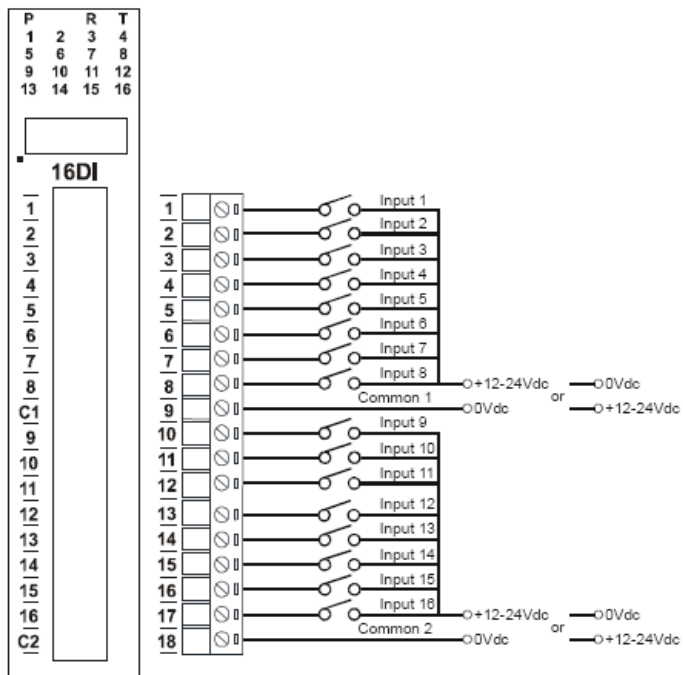 P R T
1 2 3 4
5 6 7 8
9 10 11 12
13 14 15 16
16DI
1 1 Input 1
2 2 Input 2
3 3 Input 3
4 4 Input 4
5 5 Input 5
6 6 Input 6
7 7 Input 7
8 8 Input 8 +12-24Vdc or 0Vdc
C1 9 Common 1 0Vdc +12-24Vdc
9 10 Input 9
10 11 Input 10
11 12 Input 11
12 13 Input 12
13 14 Input 13
14 15 Input 14
15 16 Input 15
16 17 Input 16 +12-24Vdc or 0Vdc
C2 18 Common 2 0Vdc +12-24Vdc